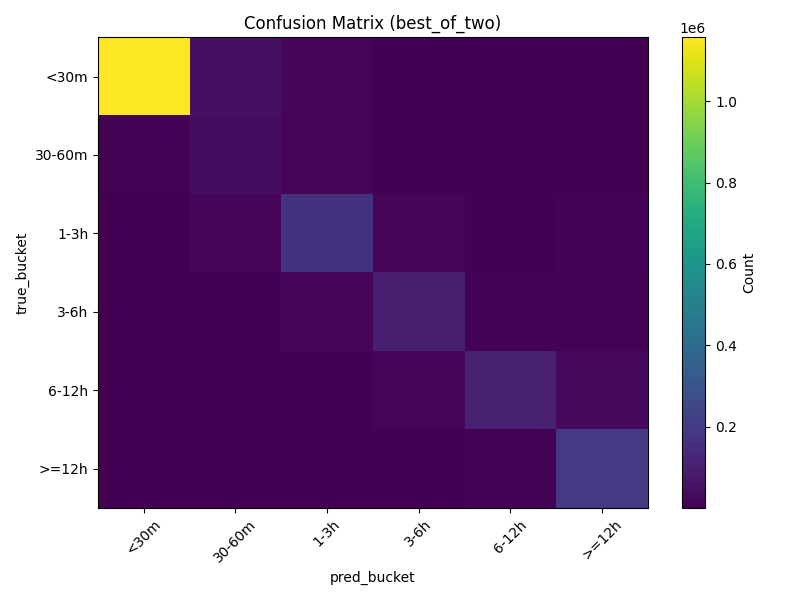 Confusion Matrix (best_of_two)
1e6
<30m
30-60m
1-3h
3-6h
6-12h
>=12h
true_bucket
<30m
30-60m
1-3h
3-6h
6-12h
>=12h
pred_bucket
1.0
0.8
0.6
0.4
0.2
Count